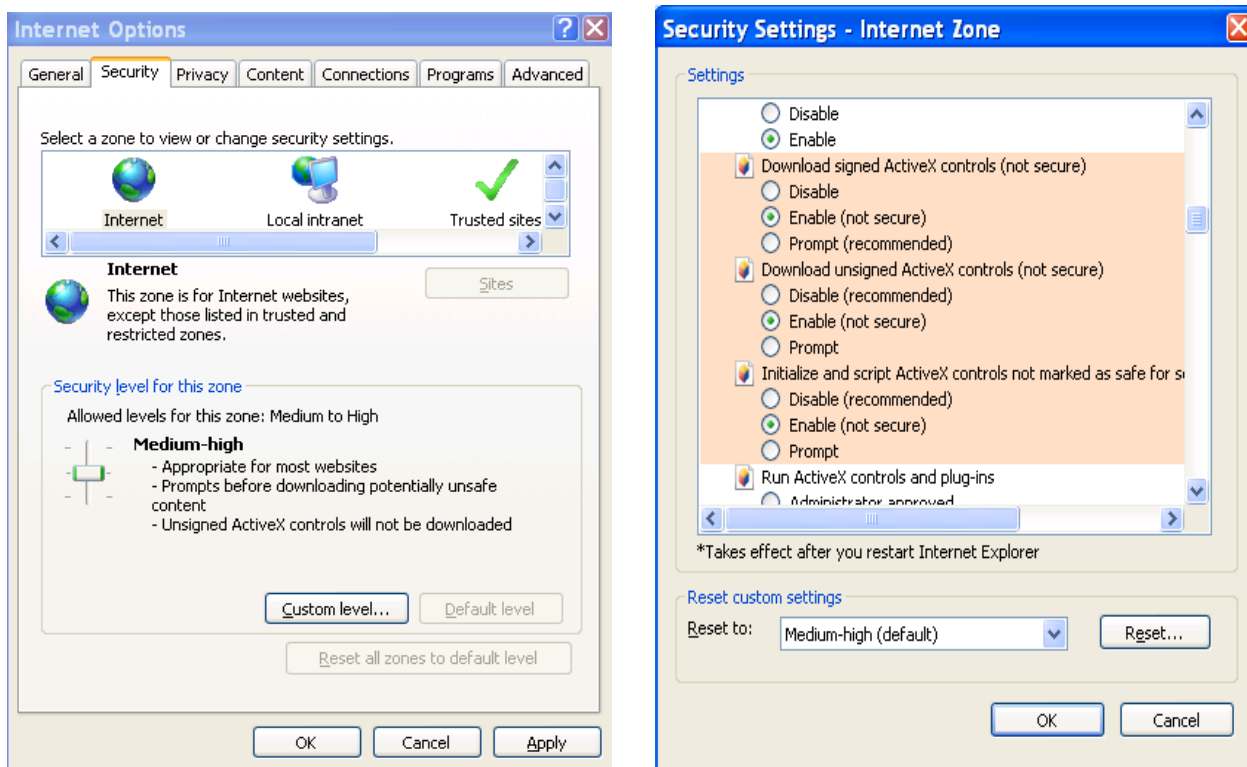 Internet Options
General Security Privacy Content Connections Programs Advanced
Select a zone to view or change security settings.
Internet Local intranet Trusted sites
Internet
Sites
This zone is for Internet websites,
except those listed in trusted and
restricted zones.
Security level for this zone
Allowed levels for this zone: Medium to High
Medium-high
- Appropriate for most websites
- Prompts before downloading potentially unsafe
content
- Unsigned ActiveX controls will not be downloaded
Custom level... Default level
Reset all zones to default level
OK Cancel Apply
Security Settings - Internet Zone
Settings
Disable
Enable
Download signed ActiveX controls (not secure)
Disable
Enable (not secure)
Prompt (recommended)
Download unsigned ActiveX controls (not secure)
Disable (recommended)
Enable (not secure)
Prompt
Initialize and script ActiveX controls not marked as safe for
Disable (recommended)
Enable (not secure)
Prompt
Run ActiveX controls and plug-ins
Administrator approved
*Takes effect after you restart Internet Explorer
Reset custom settings
Reset to: Medium-high (default) Reset...
OK Cancel